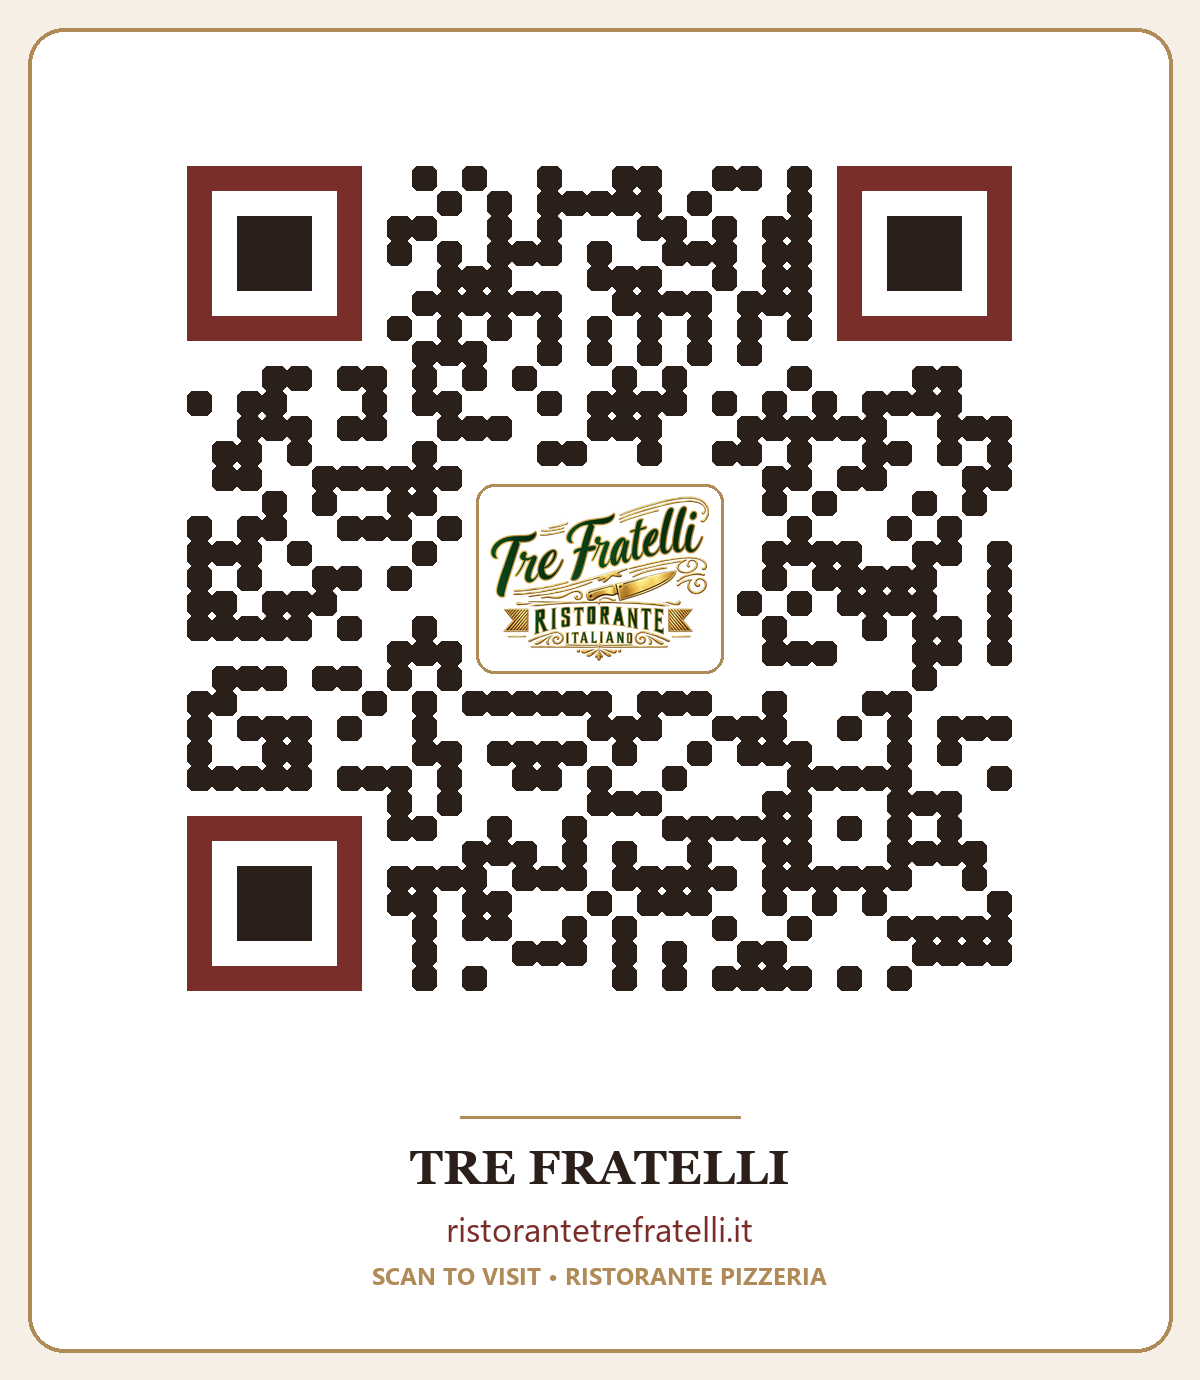 Tre Fratelli
RISTORANTE
ITALIANO
TRE FRATELLI
ristorantetrefratelli.it
SCAN TO VISIT • RISTORANTE PIZZERIA